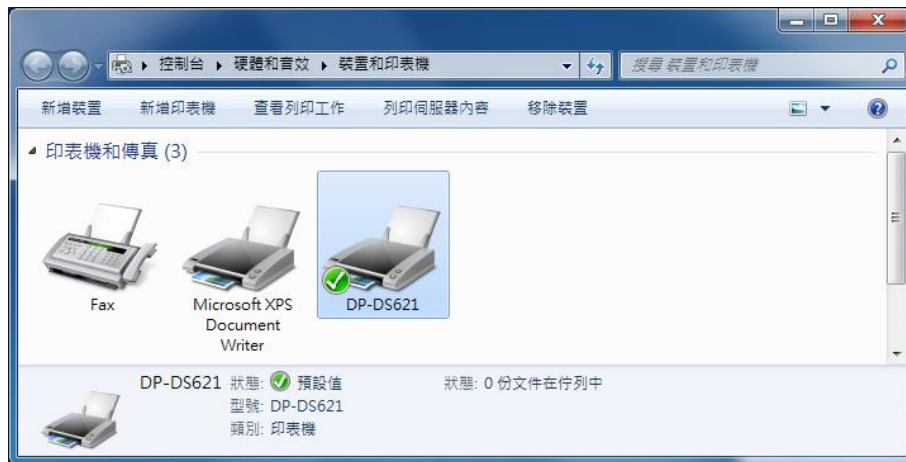 控制台 ▸ 硬體和音效 ▸ 裝置和印表機
搜尋 裝置和印表機
新增裝置 新增印表機 查看列印工作 列印伺服器內容 移除裝置
印表機和傳真 (3)
Fax
Microsoft XPS
Document
Writer
DP-DS621
DP-DS621 狀態: 預設值 狀態: 0 份文件在佇列中
型號: DP-DS621
類別: 印表機